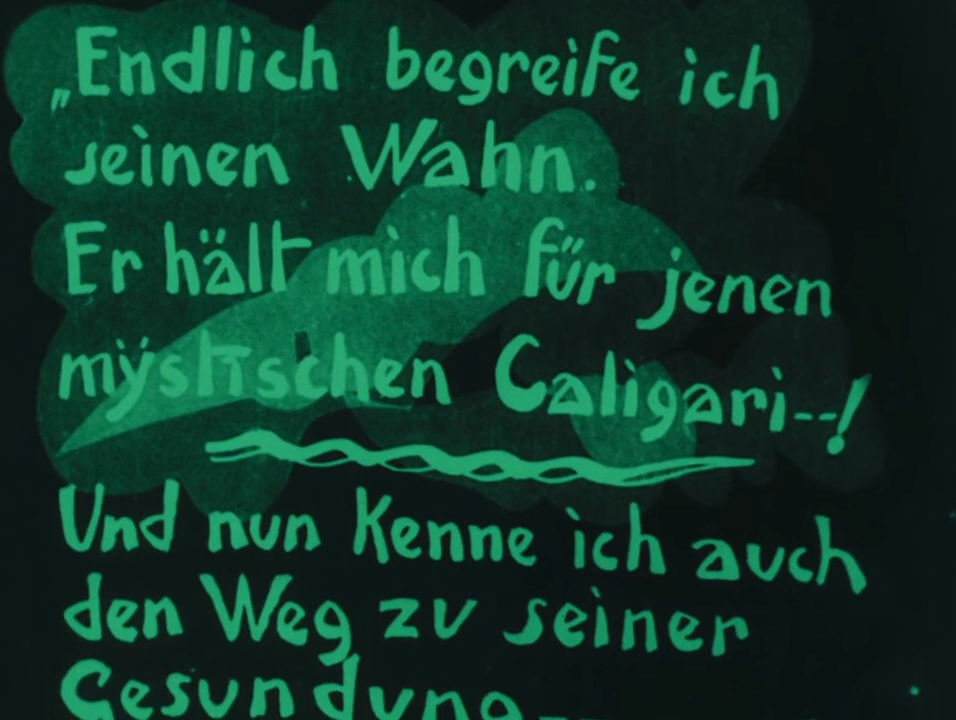 „Endlich begreife ich
seinen Wahn.
Er hält mich für jenen
mÿstischen Caligari--!
Und nun Kenne ich auch
den Weg zu seiner
Gesundung--